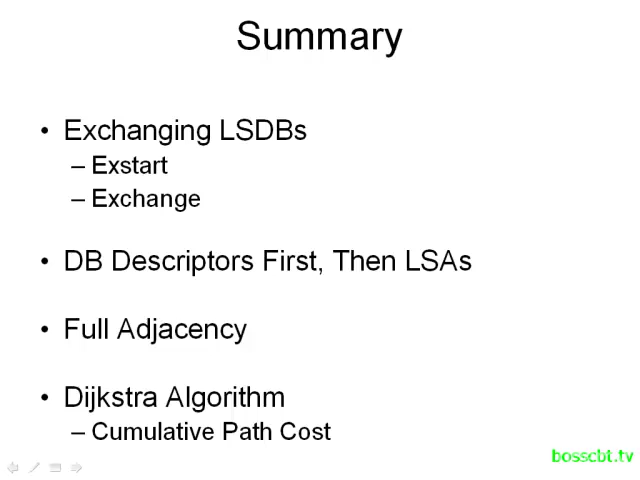 Summary
• Exchanging LSDBs
– Exstart
– Exchange
• DB Descriptors First, Then LSAs
• Full Adjacency
• Dijkstra Algorithm
– Cumulative Path Cost
bosscbt.tv